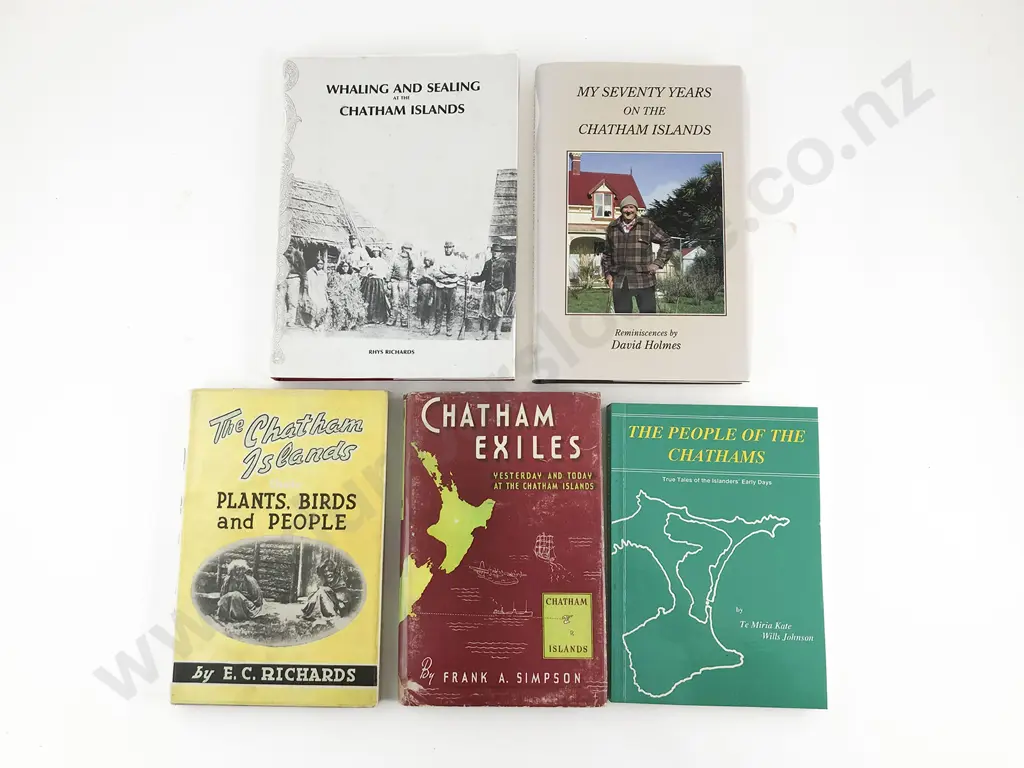 WHALING AND SEALING
AT THE
CHATHAM ISLANDS
RHYS RICHARDS
MY SEVENTY YEARS
ON THE
CHATHAM ISLANDS
Reminiscences by
David Holmes
The Chatham
Islands
PLANTS, BIRDS
and PEOPLE
by E. C. RICHARDS
CHATHAM
EXILES
YESTERDAY AND TODAY
AT THE CHATHAM ISLANDS
CHATHAM
ISLANDS
By FRANK A. SIMPSON
THE PEOPLE OF THE
CHATHAMS
True Tales of the Islanders' Early Days
by
Te Miria Kate
Wills Johnson